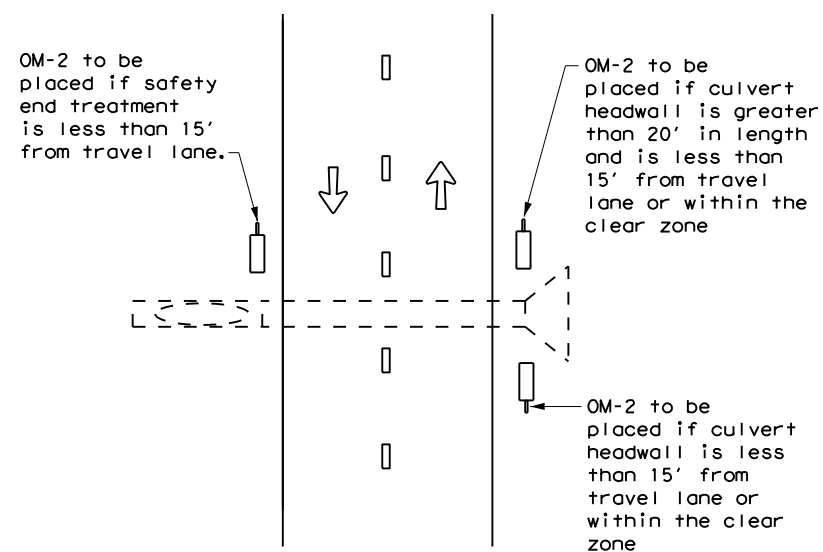 OM-2 to be
placed if safety
end treatment
is less than 15'
from travel lane.
OM-2 to be
placed if culvert
headwall is greater
than 20' in length
and is less than
15' from travel
lane or within the
clear zone
OM-2 to be
placed if culvert
headwall is less
than 15' from
travel lane or
within the clear
zone